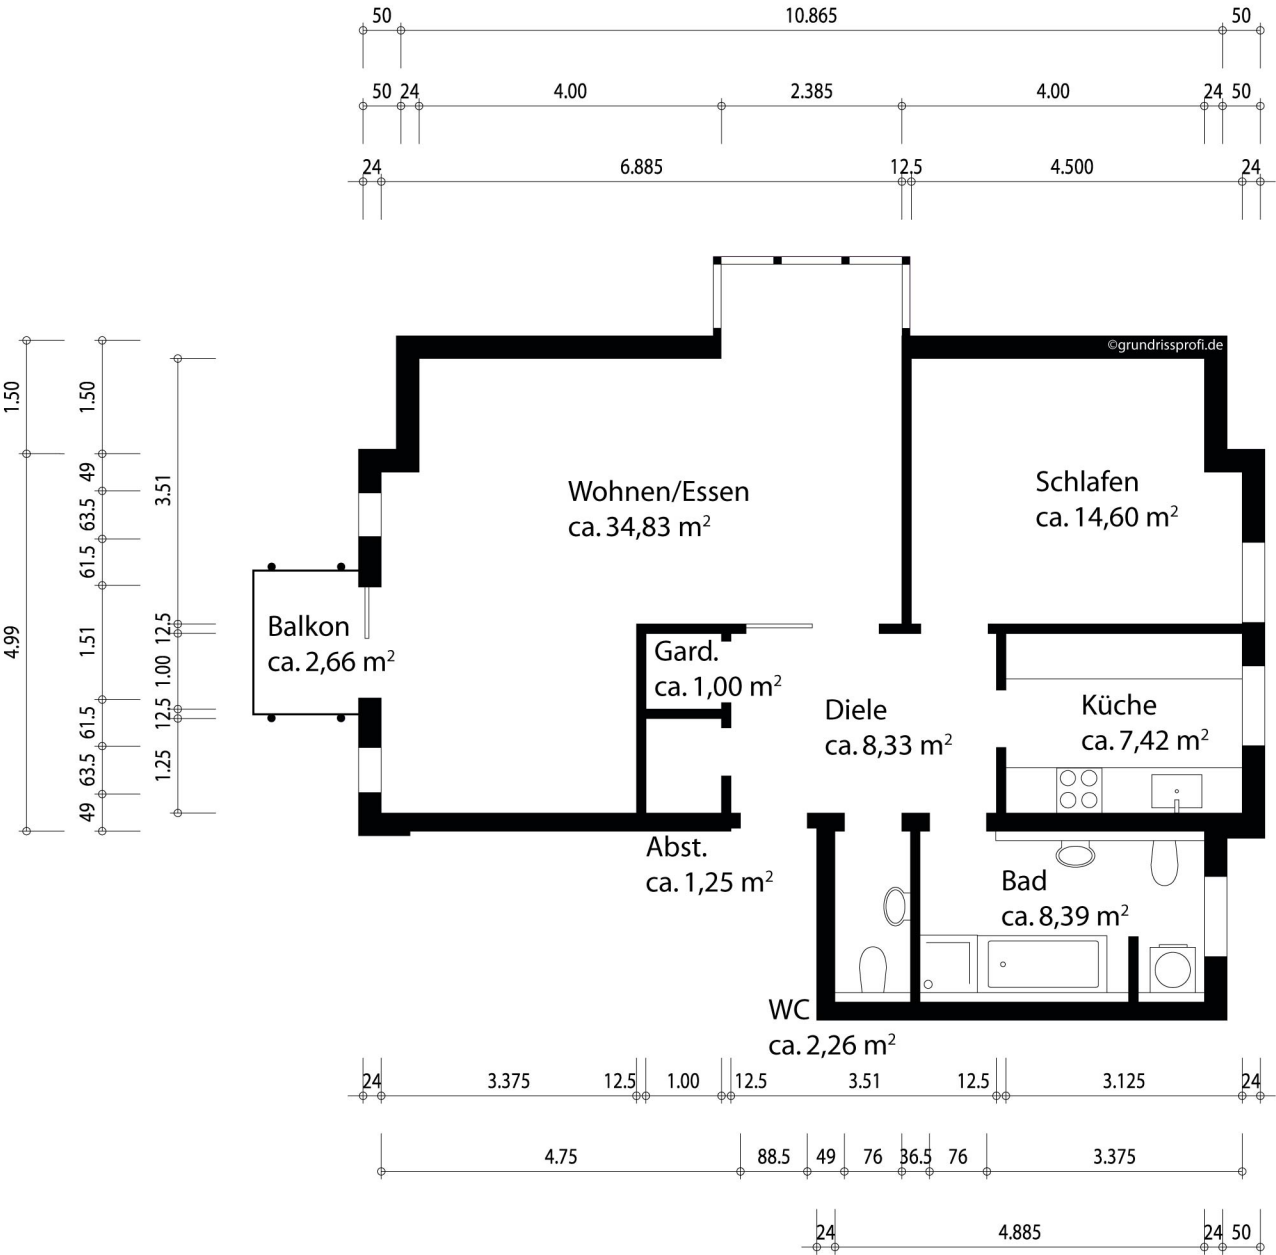 50 10.865 50
50 24 4.00 2.385 4.00 24 50
24 6.885 12.5 4.500 24
©grundrissprofi.de
1.50
4.99
1.50
49
63.5
61.5
1.51
61.5
63.5
49
3.51
12.5
1.00
12.5
1.25
Wohnen/Essen
ca. 34,83 m²
Schlafen
ca. 14,60 m²
Balkon
ca. 2,66 m²
Gard.
ca. 1,00 m²
Diele
ca. 8,33 m²
Küche
ca. 7,42 m²
Abst.
ca. 1,25 m²
Bad
ca. 8,39 m²
WC
ca. 2,26 m²
24 3.375 12.5 1.00 12.5 3.51 12.5 3.125 24
4.75 88.5 49 76 36.5 76 3.375
24 4.885 24 50